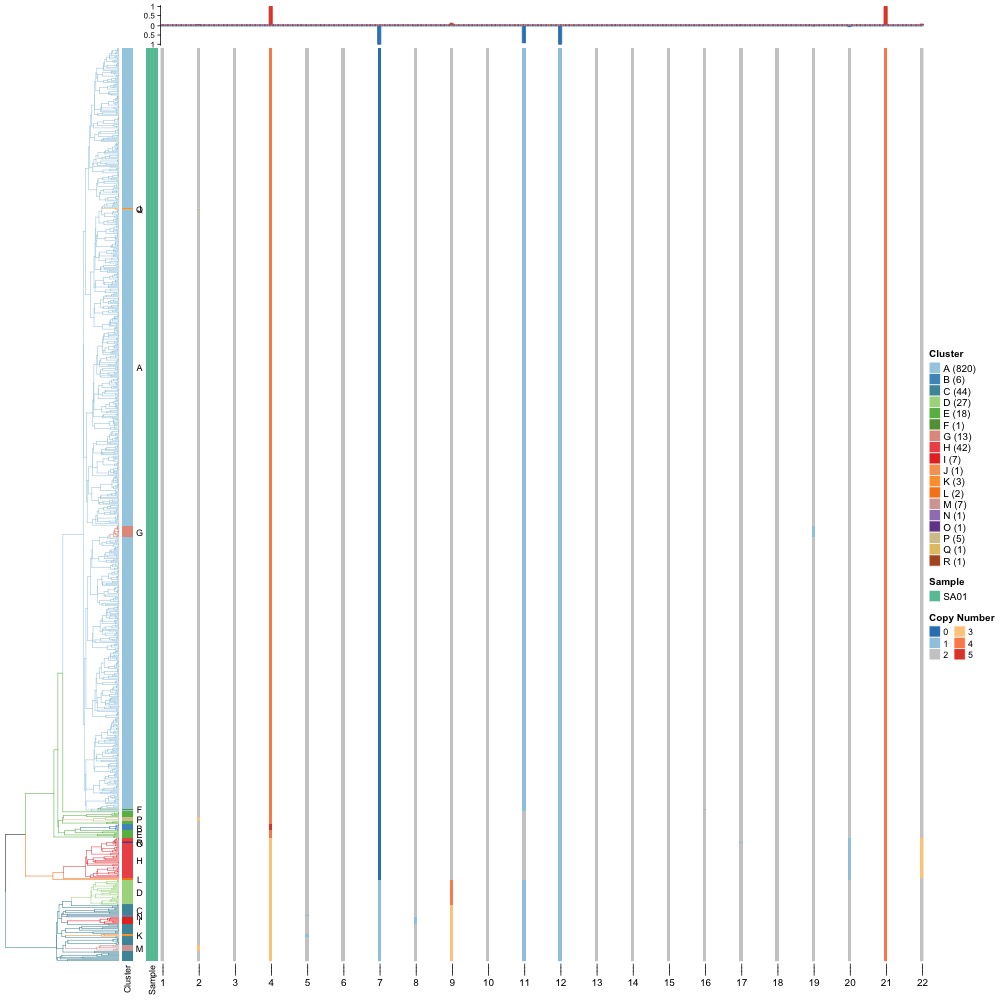 1
0.5
0
0.5
1
A
G
F
P
B
E
H
L
D
C
K
M
Cluster
Sample
1 2 3 4 5 6 7 8 9 10 11 12 13 14 15 16 17 18 19 20 21 22
Cluster
A (820)
B (6)
C (44)
D (27)
E (18)
F (1)
G (13)
H (42)
I (7)
J (1)
K (3)
L (2)
M (7)
N (1)
O (1)
P (5)
Q (1)
R (1)
Sample
SA01
Copy Number
0 3
1 4
2 5